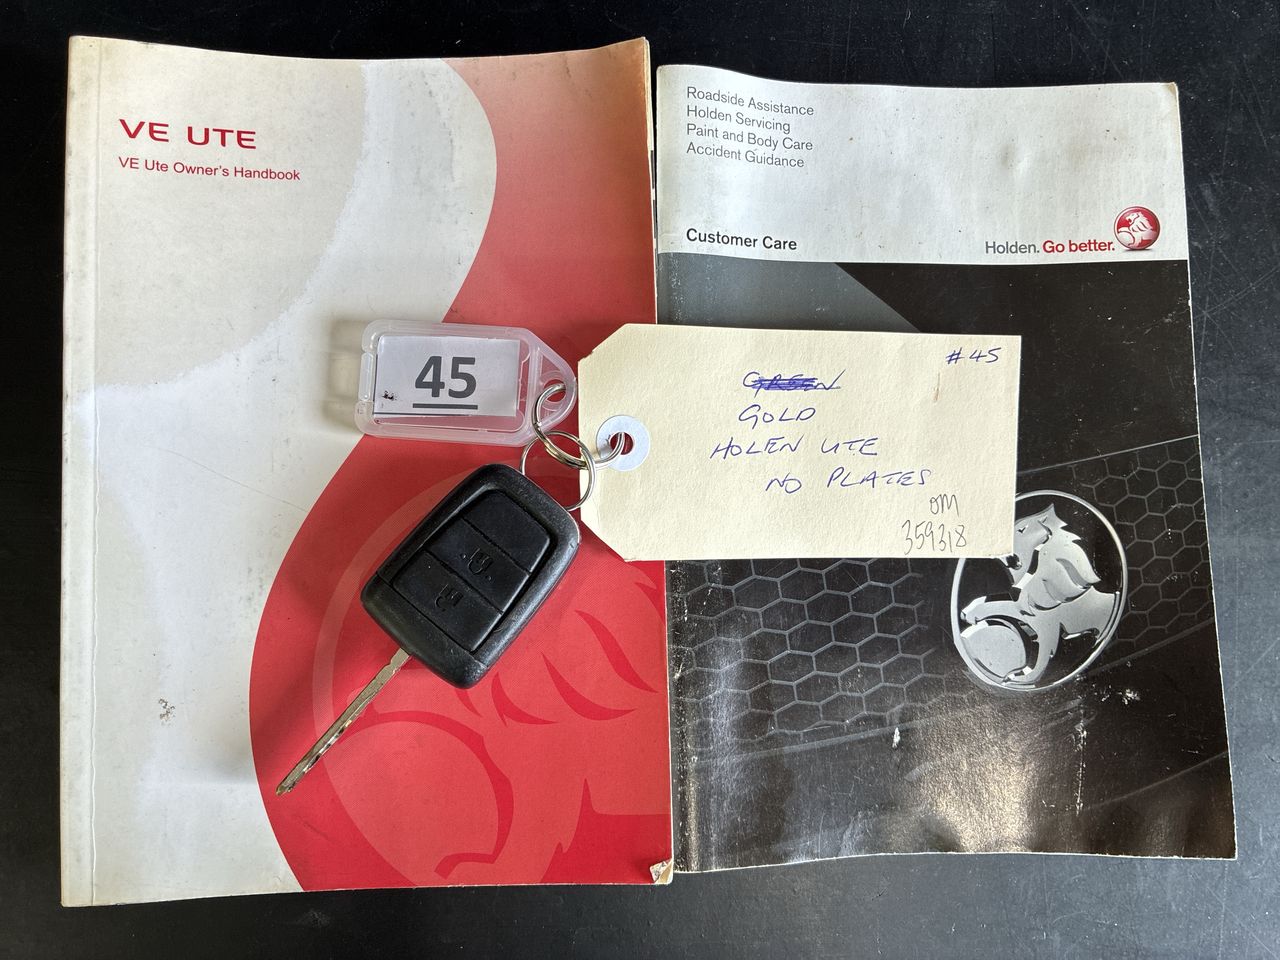 VE UTE
VE Ute Owner's Handbook
Roadside Assistance
Holden Servicing
Paint and Body Care
Accident Guidance
Customer Care
Holden. Go better.
45
#45
GREEN
GOLD
HOLEN UTE
NO PLATES
OM
359318